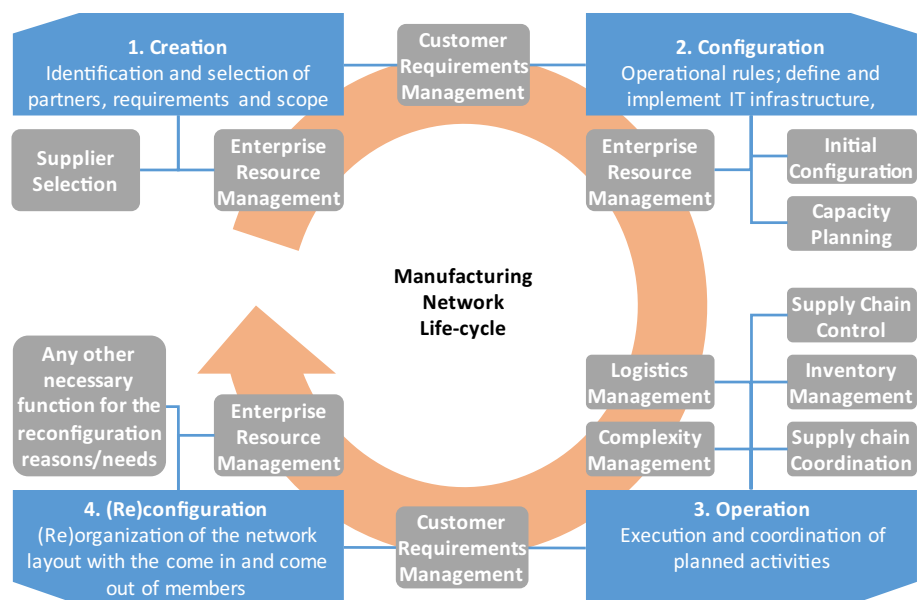 1. Creation
Identification and selection of
partners, requirements and scope
Customer
Requirements
Management
2. Configuration
Operational rules; define and
implement IT infrastructure,
Supplier
Selection
Enterprise
Resource
Management
Enterprise
Resource
Management
Initial
Configuration
Capacity
Planning
Manufacturing
Network
Life-cycle
Supply Chain
Control
Any other
necessary
function for the
reconfiguration
reasons/needs
Enterprise
Resource
Management
Logistics
Management
Inventory
Management
Complexity
Management
Supply chain
Coordination
4. (Re)configuration
(Re)organization of the network
layout with the come in and come
out of members
Customer
Requirements
Management
3. Operation
Execution and coordination of
planned activities